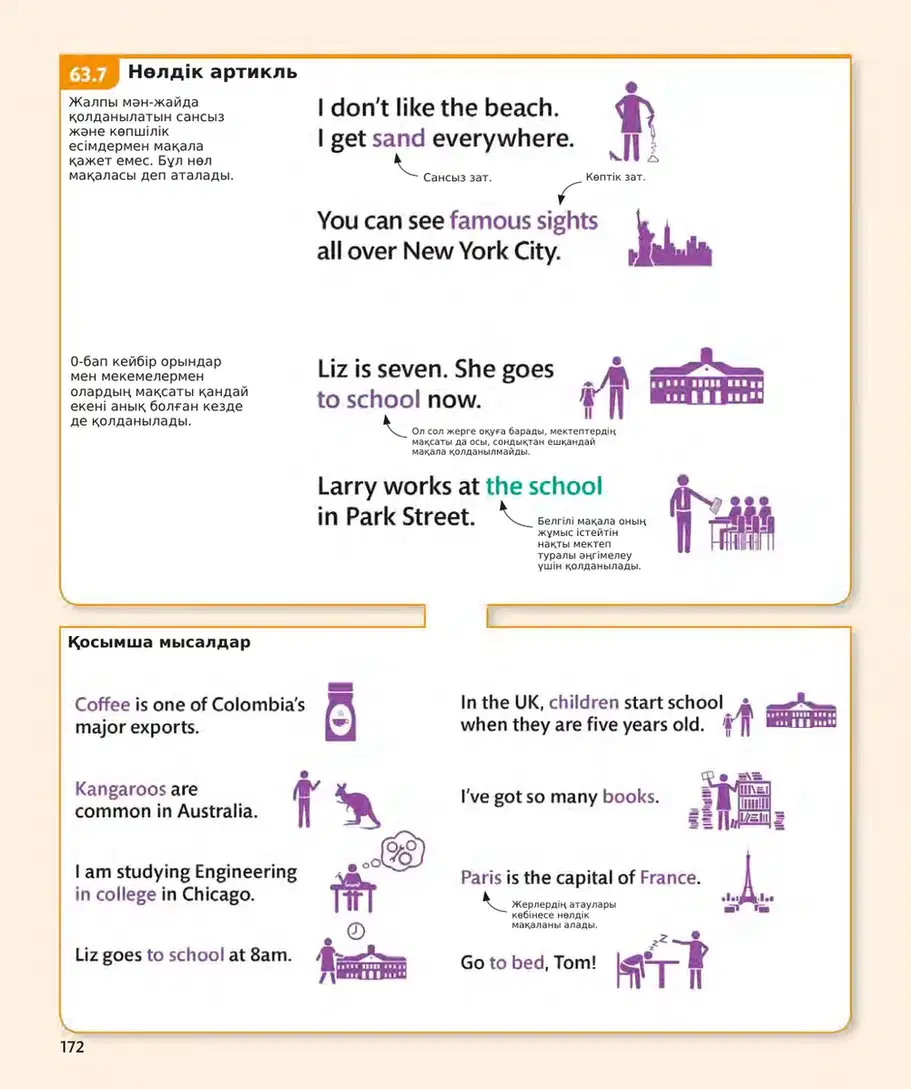 63.7 Нөлдік артикль
Жалпы мән-жайда
қолданылатын сансыз
және көпшілік
есімдермен мақала
қажет емес. Бұл нөл
мақаласы деп аталады.
I don't like the beach.
I get sand everywhere.
Сансыз зат.
Көптік зат.
You can see famous sights
all over New York City.
0-бап кейбір орындар
мен мекемелермен
олардың мақсаты қандай
екені анық болған кезде
де қолданылады.
Liz is seven. She goes
to school now.
Ол сол жерге оқуға барады, мектептердің
мақсаты да осы, сондықтан ешқандай
мақала қолданылмайды.
Larry works at the school
in Park Street.
Белгілі мақала оның
жұмыс істейтін
нақты мектеп
туралы әңгімелеу
үшін қолданылады.
Қосымша мысалдар
Coffee is one of Colombia's
major exports.
Kangaroos are
common in Australia.
I am studying Engineering
in college in Chicago.
Liz goes to school at 8am.
In the UK, children start school
when they are five years old.
I've got so many books.
Paris is the capital of France.
Жерлердің атаулары
көбінесе нөлдік
мақаланы алады.
Go to bed, Tom!
172